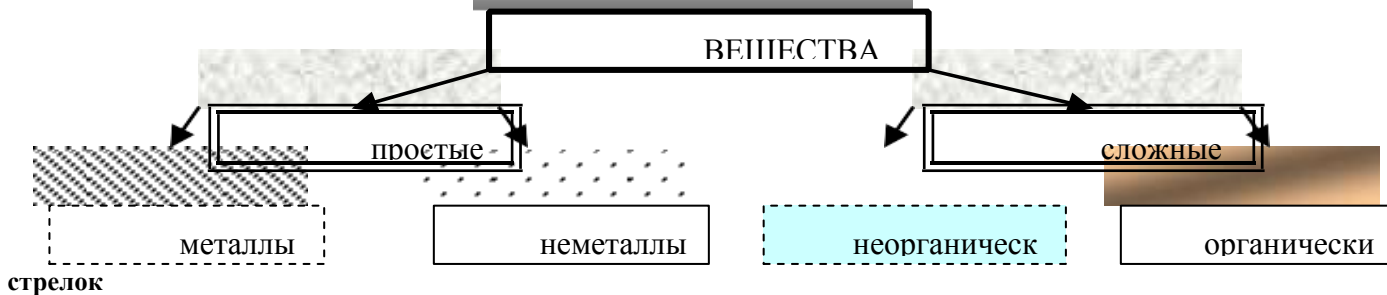 ВЕЩЕСТВА
простые сложные
металлы неметаллы неорганическ органически
стрелок